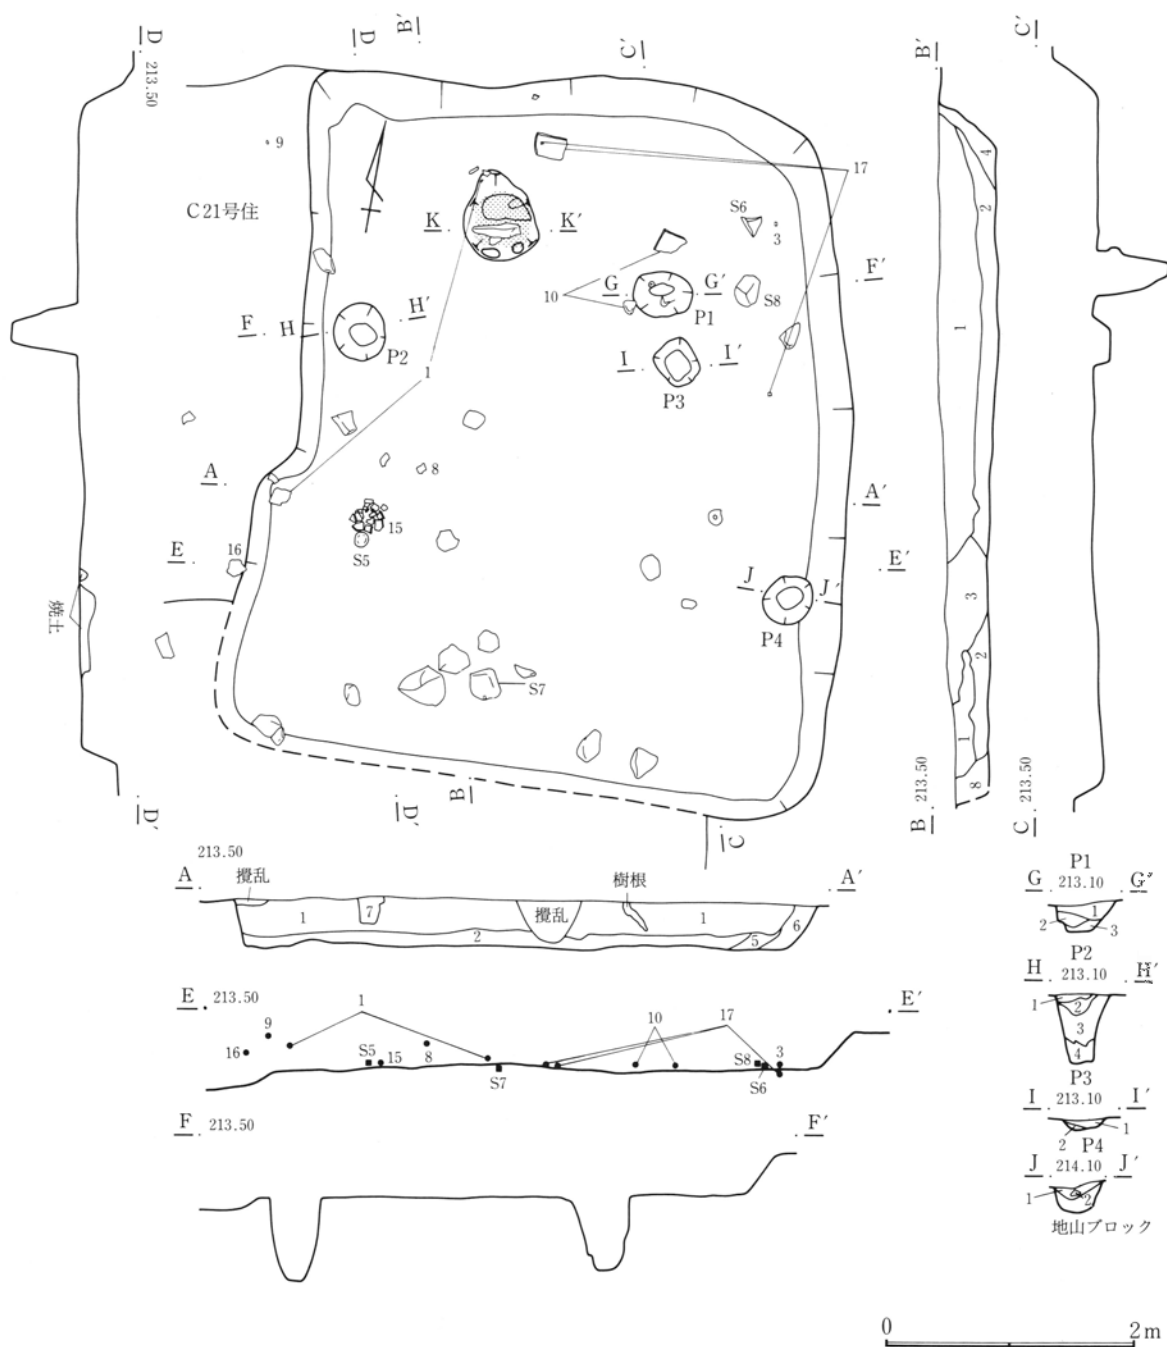 D
213.50
D
B′
C′
B′
C′
9
C21号住
17
S6
3
K
K′
F′
10
G
G′
S8
P1
H′
F
H
P2
I
I′
P3
1
A
8
A′
15
S5
E
16
E′
J
J′
P4
焼土
S7
D′
D′
B
C
4
2
1
3
2
1
8
B 213.50
C 213.50
A 213.50
攪乱
樹根
A′
1
7
攪乱
1
6
2
5
E 213.50
E′
9
1
10
17
16
S5
15
8
S7
S8
3
S6
F 213.50
F′
P1
G 213.10 G′
1
2
3
P2
H 213.10 H′
1
2
3
4
P3
I 213.10 I′
1
2
P4
J 214.10 J′
1
2
地山ブロック
0 2m